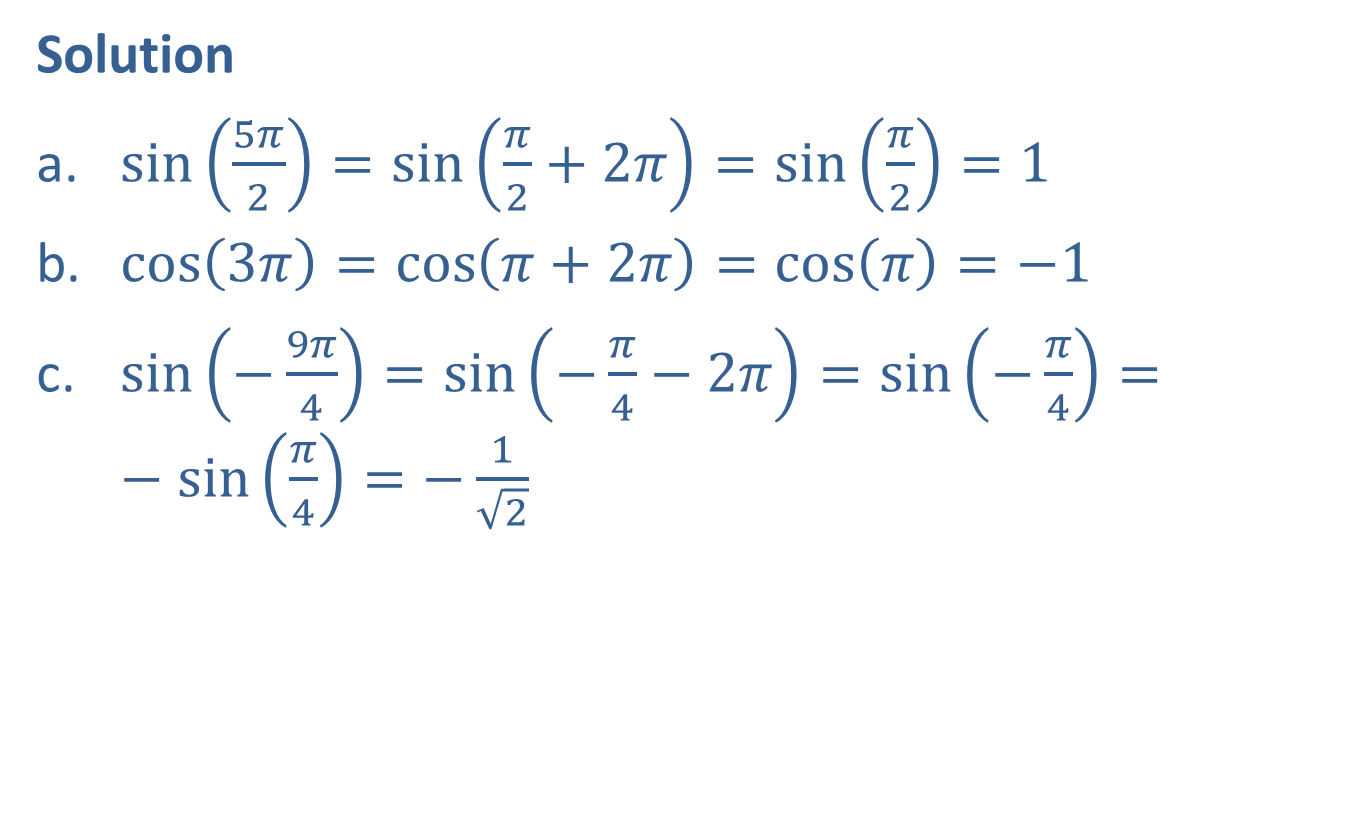 Solution
a. sin(5π/2) = sin(π/2 + 2π) = sin(π/2) = 1
b. cos(3π) = cos(π + 2π) = cos(π) = −1
c. sin(−9π/4) = sin(−π/4 − 2π) = sin(−π/4) =
− sin(π/4) = −1/√2